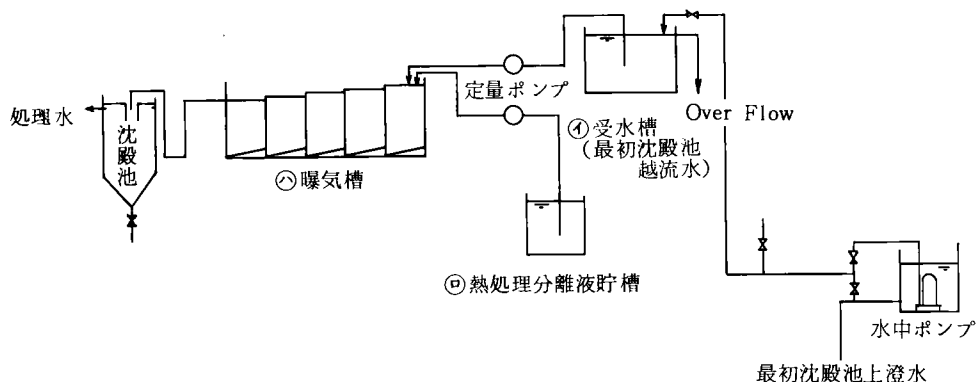 処理水
沈殿池
㋩曝気槽
定量ポンプ
㋑受水槽
(最初沈殿池
越流水)
Over Flow
㋺熱処理分離液貯槽
水中ポンプ
最初沈殿池上澄水